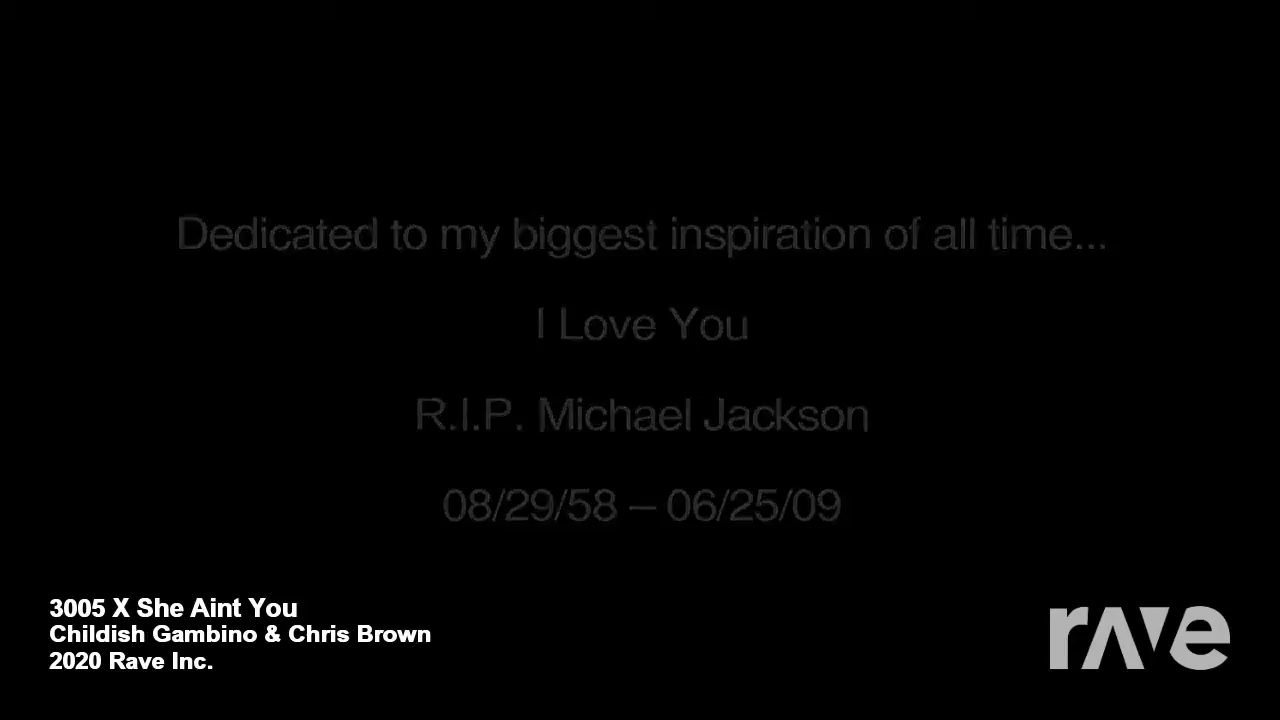 Dedicated to my biggest inspiration of all time...
I Love You
R.I.P. Michael Jackson
08/29/58 – 06/25/09
3005 X She Aint You
Childish Gambino & Chris Brown
2020 Rave Inc.
rave